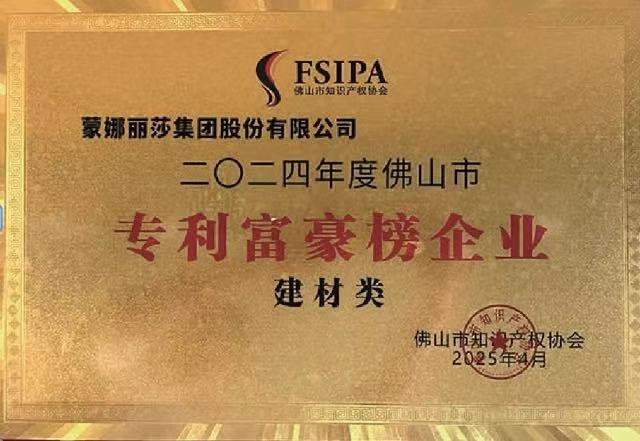 FSIPA
佛山市知识产权协会
蒙娜丽莎集团股份有限公司
二〇二四年度佛山市
专利富豪榜企业
建材类
佛山市知识产权协会
2025年4月